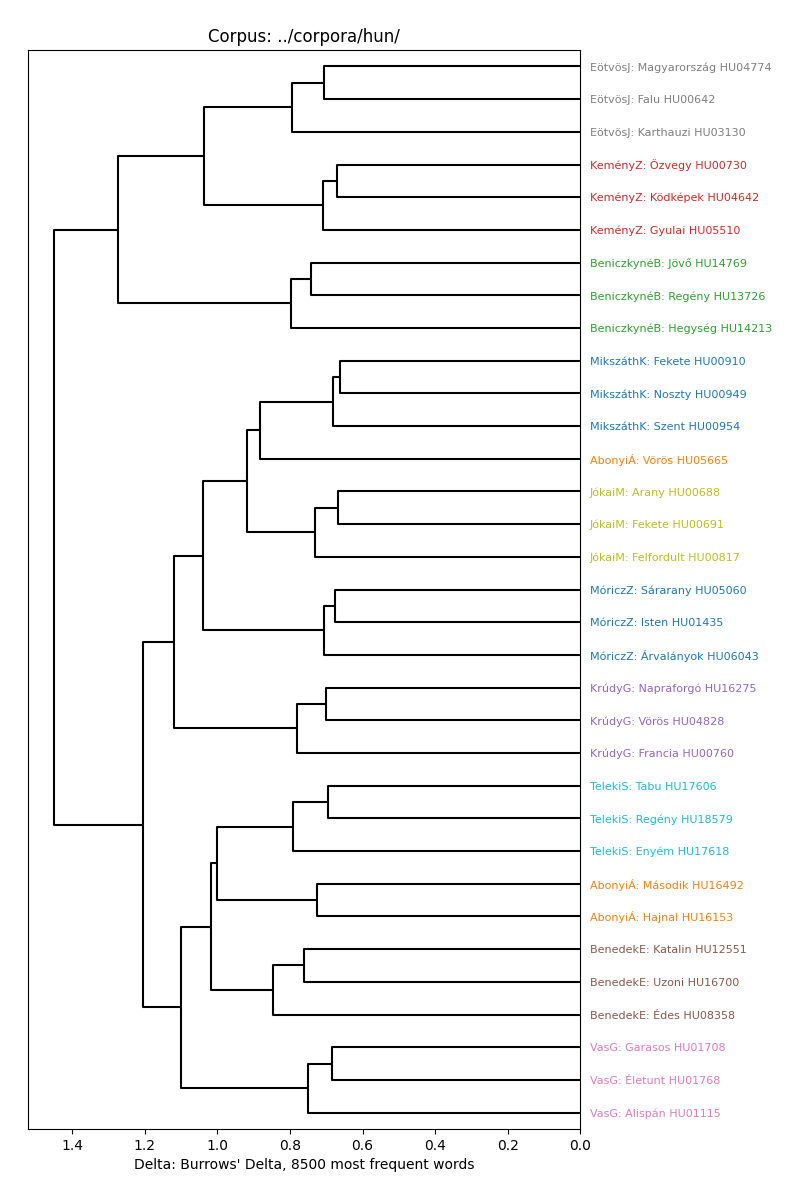 Corpus: ../corpora/hun/
EötvösJ: Magyarország HU04774
EötvösJ: Falu HU00642
EötvösJ: Karthauzi HU03130
KeményZ: Özvegy HU00730
KeményZ: Ködképek HU04642
KeményZ: Gyulai HU05510
BeniczkynéB: Jövő HU14769
BeniczkynéB: Regény HU13726
BeniczkynéB: Hegység HU14213
MikszáthK: Fekete HU00910
MikszáthK: Noszty HU00949
MikszáthK: Szent HU00954
AbonyiÁ: Vörös HU05665
JókaiM: Arany HU00688
JókaiM: Fekete HU00691
JókaiM: Felfordult HU00817
MóriczZ: Sárarany HU05060
MóriczZ: Isten HU01435
MóriczZ: Árvalányok HU06043
KrúdyG: Napraforgó HU16275
KrúdyG: Vörös HU04828
KrúdyG: Francia HU00760
TelekiS: Tabu HU17606
TelekiS: Regény HU18579
TelekiS: Enyém HU17618
AbonyiÁ: Második HU16492
AbonyiÁ: Hajnal HU16153
BenedekE: Katalin HU12551
BenedekE: Uzoni HU16700
BenedekE: Édes HU08358
VasG: Garasos HU01708
VasG: Életunt HU01768
VasG: Alispán HU01115
1.4 1.2 1.0 0.8 0.6 0.4 0.2 0.0
Delta: Burrows' Delta, 8500 most frequent words